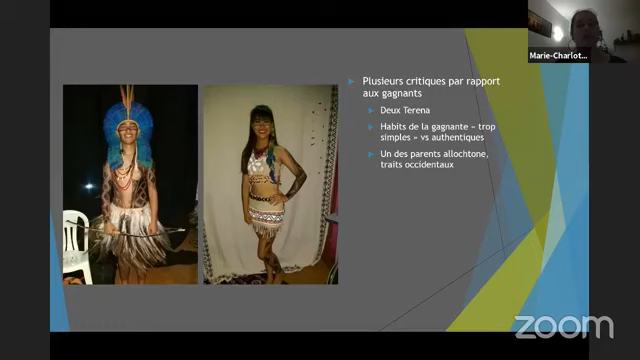 Marie-Charlot...
Plusieurs critiques par rapport
aux gagnants
Deux Terena
Habits de la gagnante « trop
simples » vs authentiques
Un des parents allochtone,
traits occidentaux
zoom